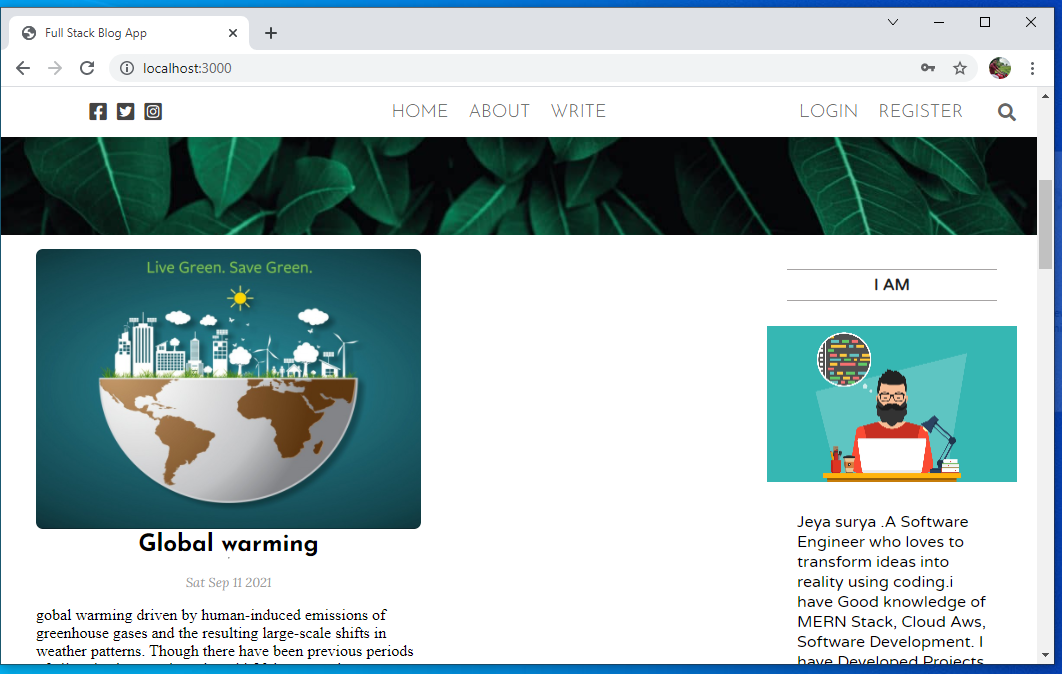 Full Stack Blog App
localhost:3000
HOME ABOUT WRITE LOGIN REGISTER
Live Green. Save Green.
Global warming
Sat Sep 11 2021
gobal warming driven by human-induced emissions of
greenhouse gases and the resulting large-scale shifts in
weather patterns. Though there have been previous periods
I AM
Jeya surya .A Software
Engineer who loves to
transform ideas into
reality using coding.i
have Good knowledge of
MERN Stack, Cloud Aws,
Software Development. I
have Developed Projects